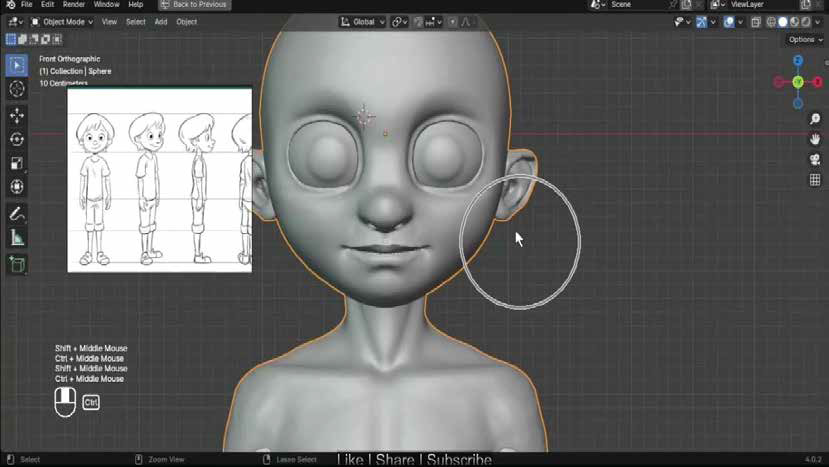 File Edit Render Window Help Back to Previous Scene ViewLayer
Object Mode View Select Add Object Global
Options
Front Orthographic
(1) Collection | Sphere
10 Centimeters
Z
Y
X
Shift + Middle Mouse
Ctrl + Middle Mouse
Shift + Middle Mouse
Ctrl + Middle Mouse
Ctrl
Select Zoom View Lasso Select Like | Share | Subscribe 4.0.2